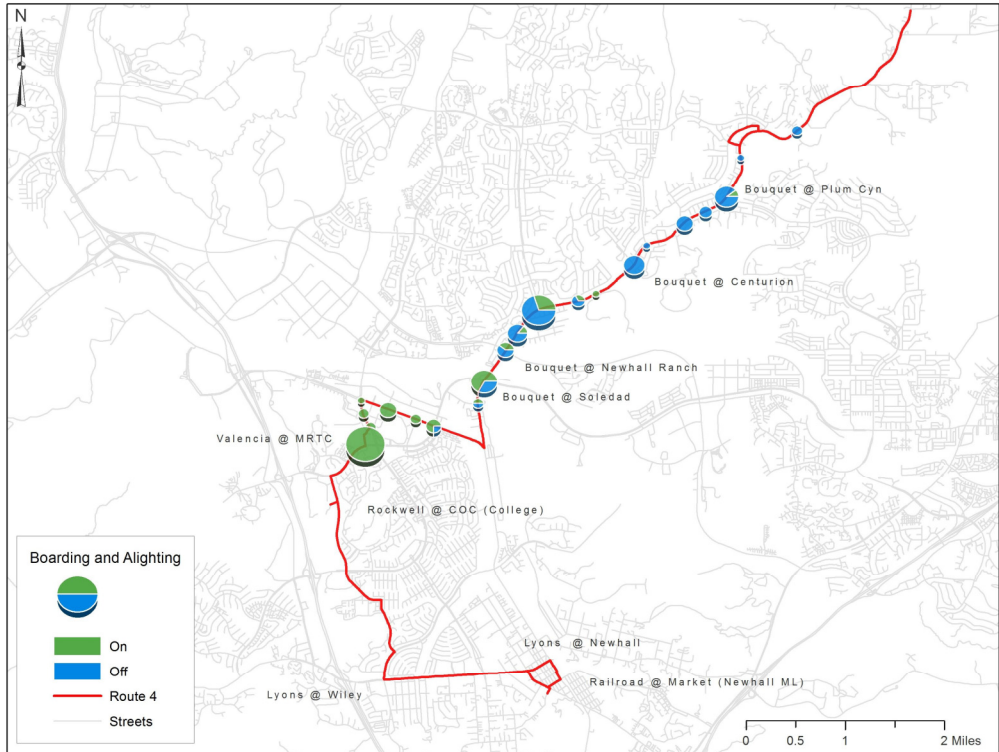 N
Bouquet @ Plum Cyn
Bouquet @ Centurion
Bouquet @ Newhall Ranch
Bouquet @ Soledad
Valencia @ MRTC
Rockwell @ COC (College)
Boarding and Alighting
On
Off
Route 4
Streets
Lyons @ Newhall
Railroad @ Market (Newhall ML)
Lyons @ Wiley
0 0.5 1 2 Miles